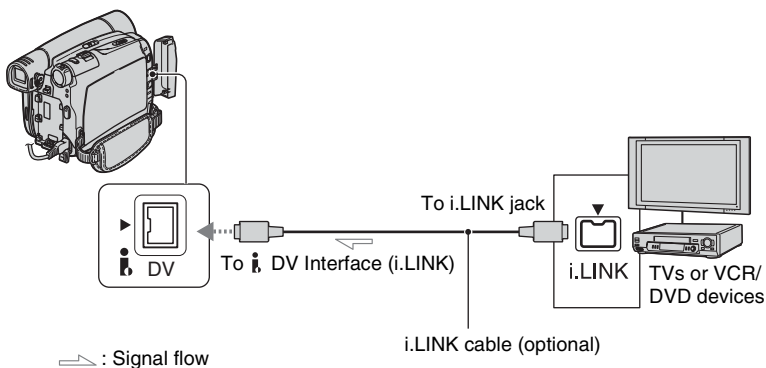 To i.LINK jack
DV
To i DV Interface (i.LINK)
i.LINK
TVs or VCR/
DVD devices
i.LINK cable (optional)
: Signal flow